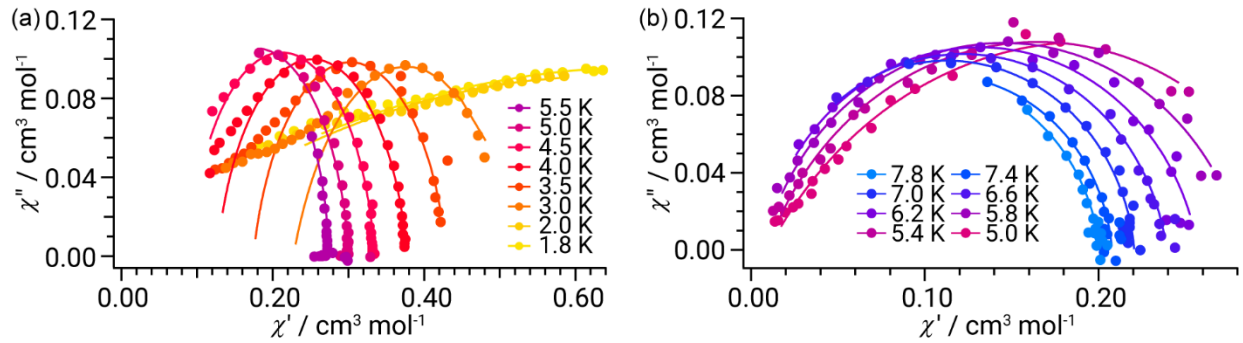 (a)
0.12
0.08
0.04
0.00
χ'' / cm³ mol⁻¹
5.5 K
5.0 K
4.5 K
4.0 K
3.5 K
3.0 K
2.0 K
1.8 K
0.00 0.20 0.40 0.60
χ' / cm³ mol⁻¹
(b)
0.12
0.08
0.04
0.00
χ'' / cm³ mol⁻¹
7.8 K 7.4 K
7.0 K 6.6 K
6.2 K 5.8 K
5.4 K 5.0 K
0.00 0.10 0.20
χ' / cm³ mol⁻¹